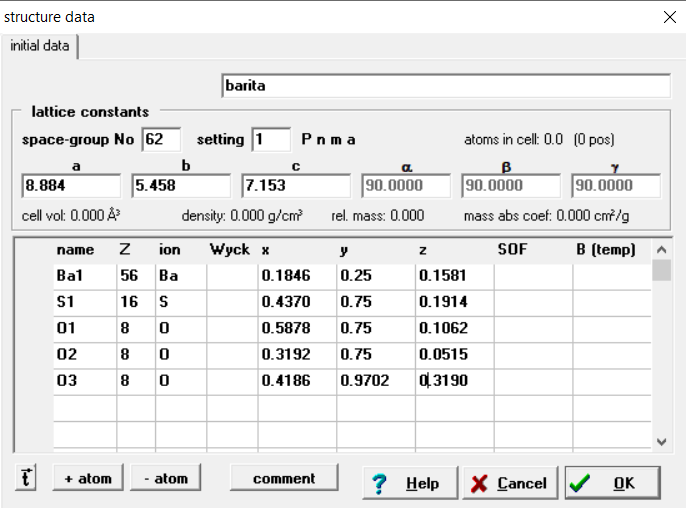 structure data
initial data
barita
lattice constants
space-group No 62 setting 1 P n m a atoms in cell: 0.0 (0 pos)
a b c α β γ
8.884 5.458 7.153 90.0000 90.0000 90.0000
cell vol: 0.000 Å³ density: 0.000 g/cm³ rel. mass: 0.000 mass abs coef: 0.000 cm²/g
name Z ion Wyck x y z SOF B (temp)
Ba1 56 Ba 0.1846 0.25 0.1581
S1 16 S 0.4370 0.75 0.1914
O1 8 O 0.5878 0.75 0.1062
O2 8 O 0.3192 0.75 0.0515
O3 8 O 0.4186 0.9702 0.3190
t + atom - atom comment ? Help Cancel OK